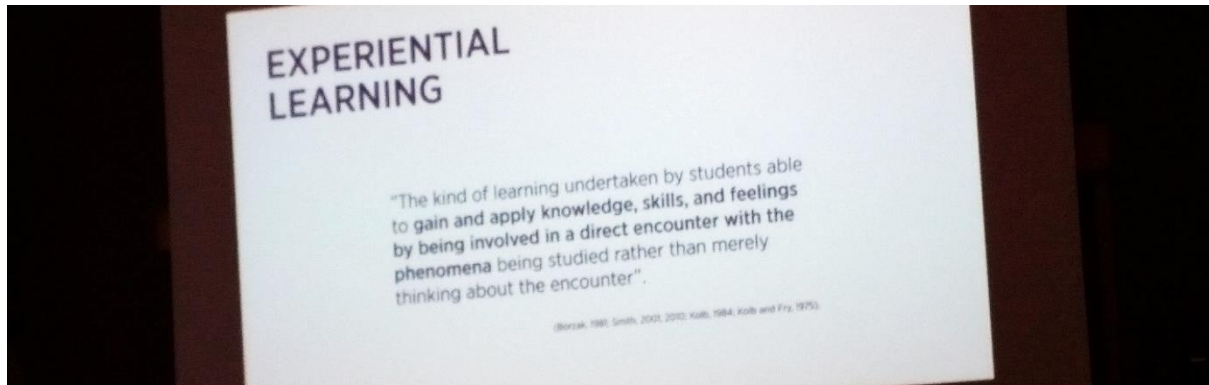 EXPERIENTIAL
LEARNING
“The kind of learning undertaken by students able
to gain and apply knowledge, skills, and feelings
by being involved in a direct encounter with the
phenomena being studied rather than merely
thinking about the encounter”.
(Borzak, 1981; Smith, 2001, 2010; Kolb, 1984; Kolb and Fry, 1975).